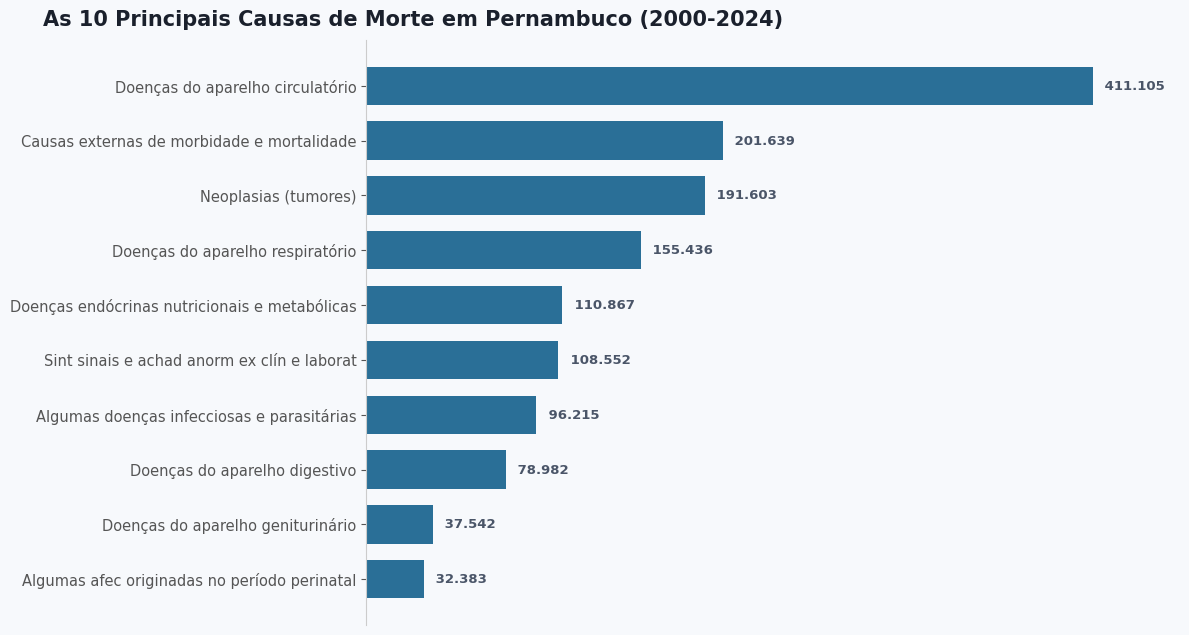 As 10 Principais Causas de Morte em Pernambuco (2000-2024)
Doenças do aparelho circulatório 411.105
Causas externas de morbidade e mortalidade 201.639
Neoplasias (tumores) 191.603
Doenças do aparelho respiratório 155.436
Doenças endócrinas nutricionais e metabólicas 110.867
Sint sinais e achad anorm ex clín e laborat 108.552
Algumas doenças infecciosas e parasitárias 96.215
Doenças do aparelho digestivo 78.982
Doenças do aparelho geniturinário 37.542
Algumas afec originadas no período perinatal 32.383